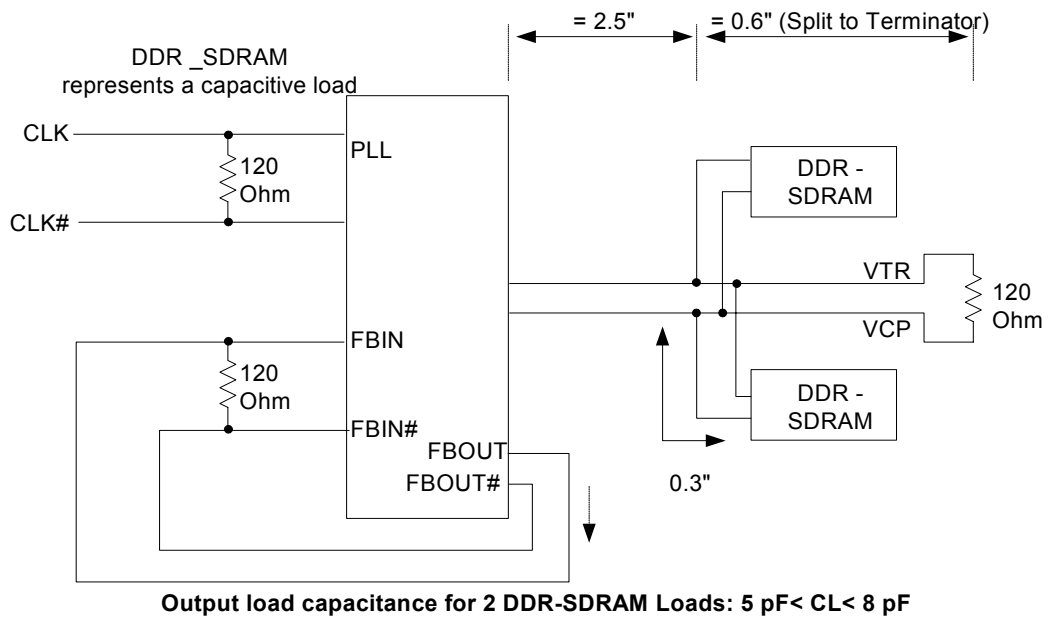 = 2.5"
= 0.6" (Split to Terminator)
DDR _SDRAM
represents a capacitive load
CLK
PLL
120
Ohm
CLK#
DDR -
SDRAM
VTR
120
Ohm
VCP
FBIN
120
Ohm
FBIN#
DDR -
SDRAM
FBOUT
FBOUT#
0.3"
Output load capacitance for 2 DDR-SDRAM Loads: 5 pF< CL< 8 pF